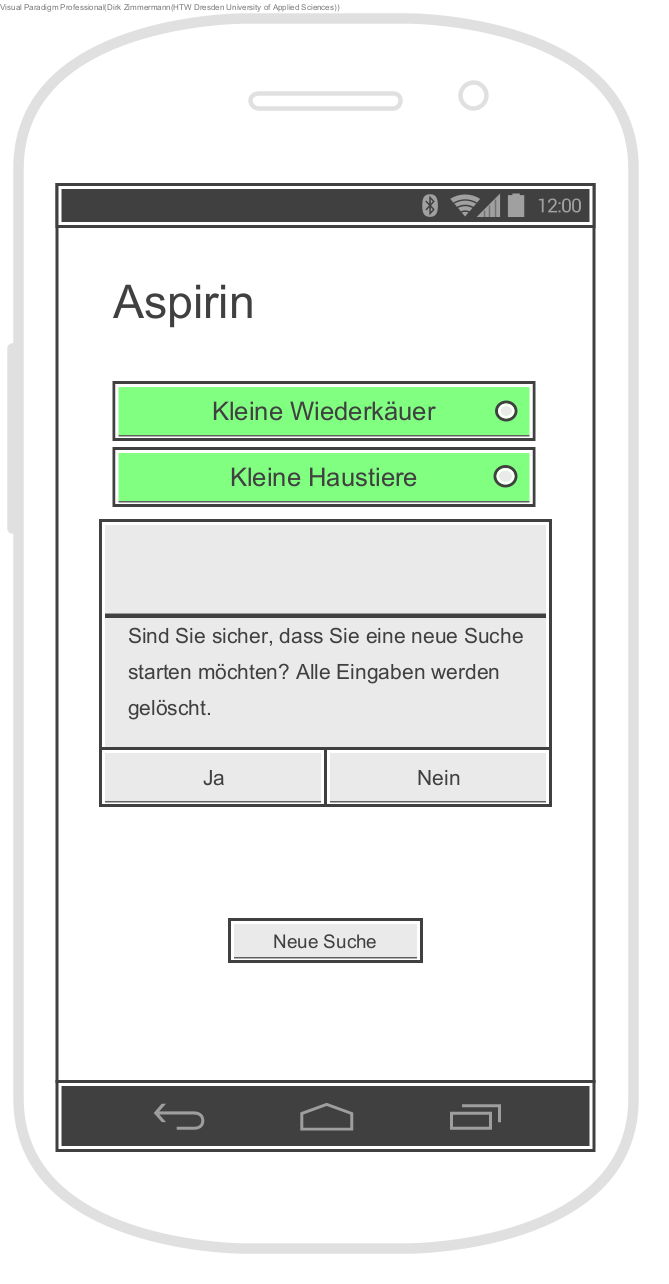 Visual Paradigm Professional(Dirk Zimmermann(HTW Dresden University of Applied Sciences))
12:00
Aspirin
Kleine Wiederkäuer
Kleine Haustiere
Sind Sie sicher, dass Sie eine neue Suche
starten möchten? Alle Eingaben werden
gelöscht.
Ja
Nein
Neue Suche